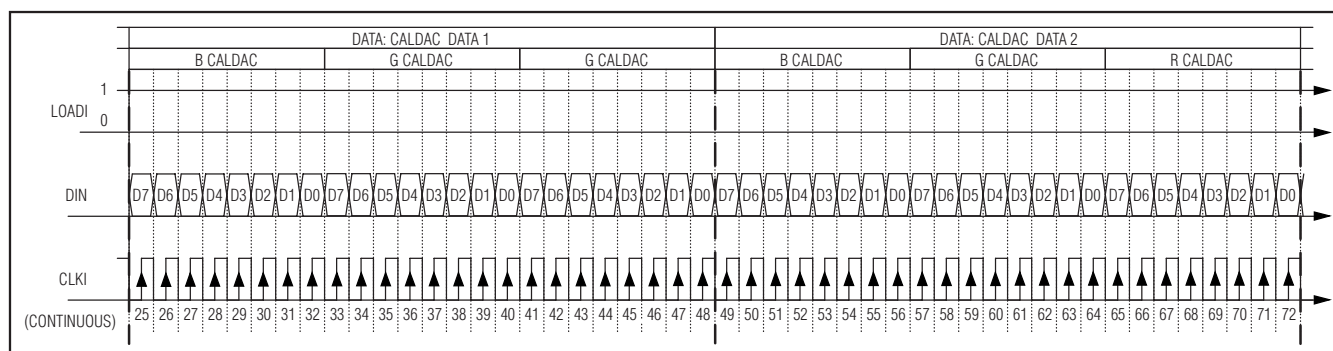 DATA: CALDAC DATA 1 DATA: CALDAC DATA 2
B CALDAC G CALDAC G CALDAC B CALDAC G CALDAC R CALDAC
1
LOADI
0
DIN D7 D6 D5 D4 D3 D2 D1 D0 D7 D6 D5 D4 D3 D2 D1 D0 D7 D6 D5 D4 D3 D2 D1 D0 D7 D6 D5 D4 D3 D2 D1 D0 D7 D6 D5 D4 D3 D2 D1 D0 D7 D6 D5 D4 D3 D2 D1 D0
CLKI
(CONTINUOUS) 25 26 27 28 29 30 31 32 33 34 35 36 37 38 39 40 41 42 43 44 45 46 47 48 49 50 51 52 53 54 55 56 57 58 59 60 61 62 63 64 65 66 67 68 69 70 71 72